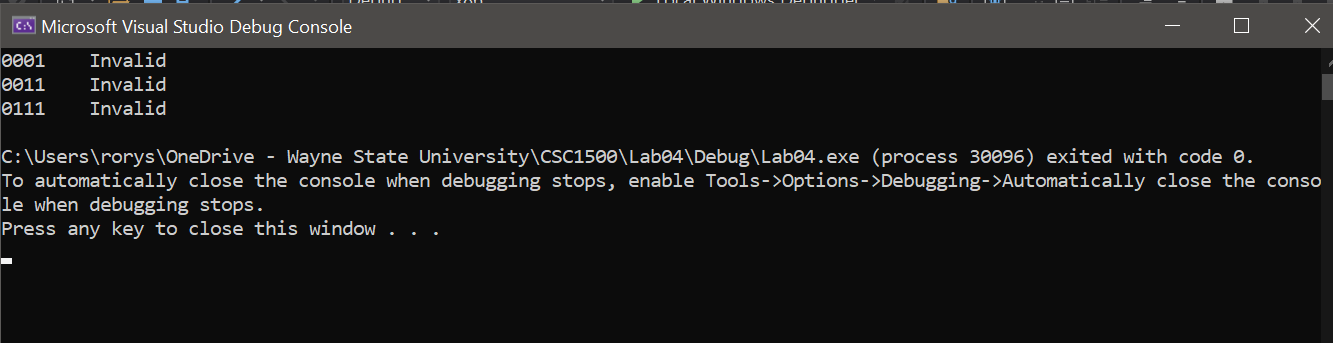 Microsoft Visual Studio Debug Console
0001    Invalid
0011    Invalid
0111    Invalid
C:\Users\rorys\OneDrive - Wayne State University\CSC1500\Lab04\Debug\Lab04.exe (process 30096) exited with code 0.
To automatically close the console when debugging stops, enable Tools->Options->Debugging->Automatically close the conso
le when debugging stops.
Press any key to close this window . . .